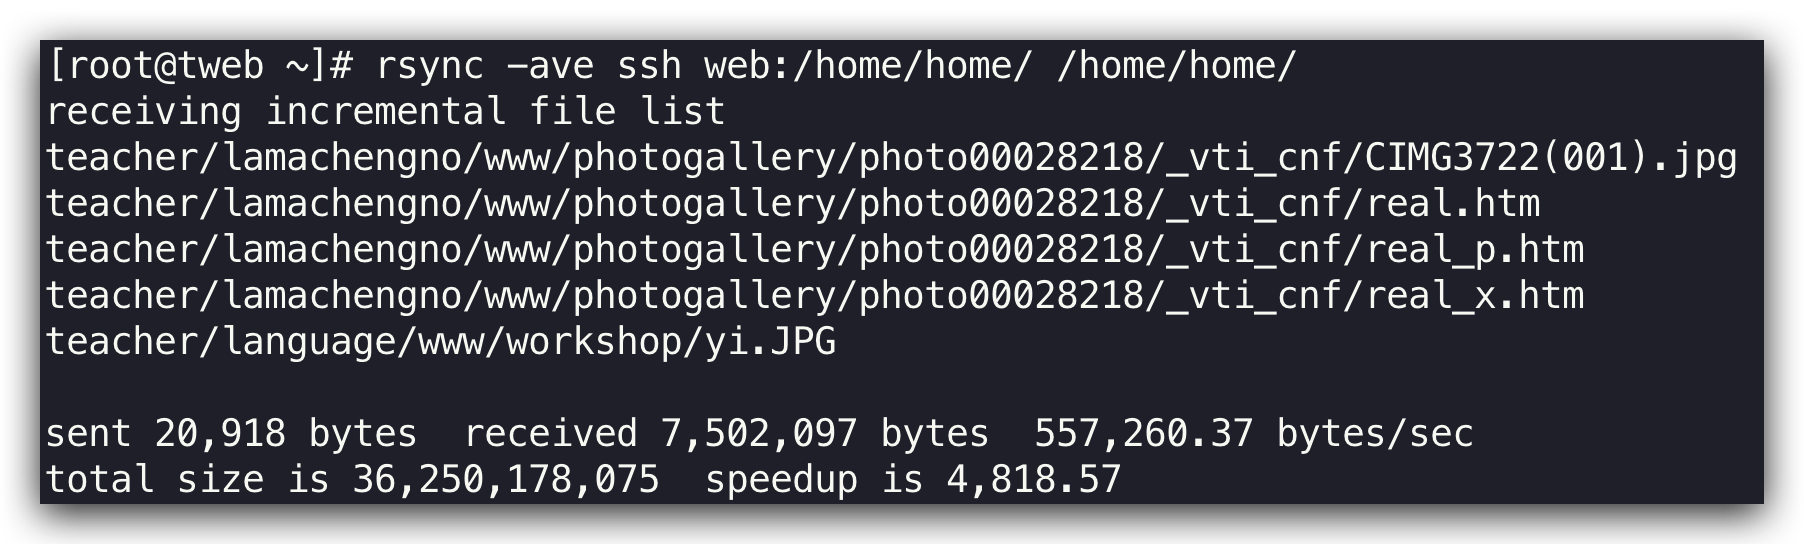 [root@tweb ~]# rsync -ave ssh web:/home/home/ /home/home/
receiving incremental file list
teacher/lamachengno/www/photogallery/photo00028218/_vti_cnf/CIMG3722(001).jpg
teacher/lamachengno/www/photogallery/photo00028218/_vti_cnf/real.htm
teacher/lamachengno/www/photogallery/photo00028218/_vti_cnf/real_p.htm
teacher/lamachengno/www/photogallery/photo00028218/_vti_cnf/real_x.htm
teacher/language/www/workshop/yi.JPG

sent 20,918 bytes  received 7,502,097 bytes  557,260.37 bytes/sec
total size is 36,250,178,075  speedup is 4,818.57